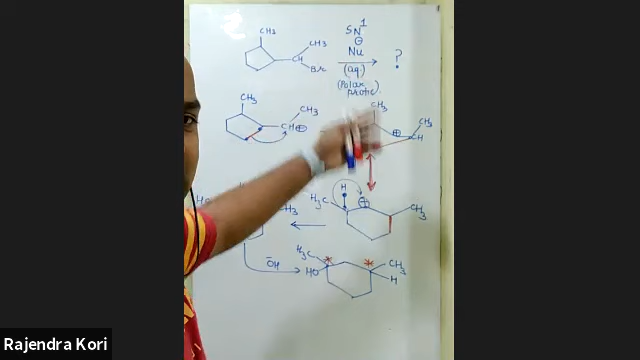 CH3
SN1
CH3
CH
Br
⊖
Nu
(aq.)
(Polar
protic).
?
CH3
CH3
CH⊕
CH3
⊕
CH3
CH
H
⊕
H3C
CH3
H3C
OH
HO
*
*
CH3
H
Rajendra Kori